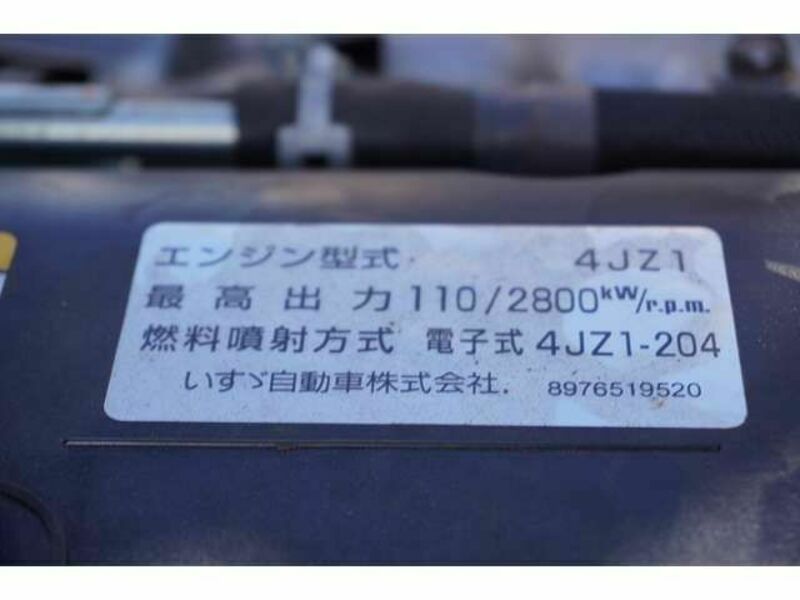 エンジン型式 4JZ1
最高出力 110/2800kW/r.p.m.
燃料噴射方式 電子式 4JZ1-204
いすゞ自動車株式会社. 8976519520